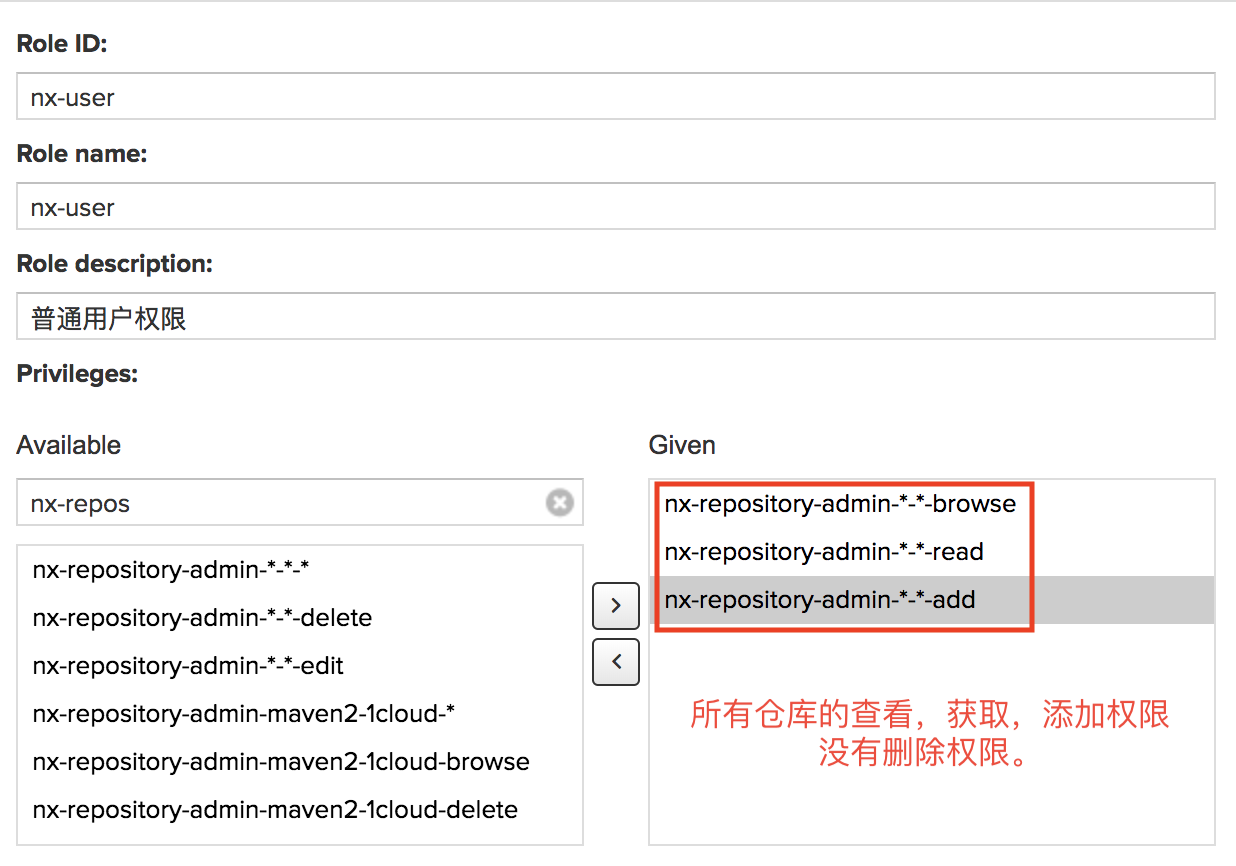 Role ID:
nx-user
Role name:
nx-user
Role description:
普通用户权限
Privileges:
Available
nx-repos
nx-repository-admin-*-*-*
nx-repository-admin-*-*-delete
nx-repository-admin-*-*-edit
nx-repository-admin-maven2-1cloud-*
nx-repository-admin-maven2-1cloud-browse
nx-repository-admin-maven2-1cloud-delete
Given
nx-repository-admin-*-*-browse
nx-repository-admin-*-*-read
nx-repository-admin-*-*-add
所有仓库的查看，获取，添加权限
没有删除权限。